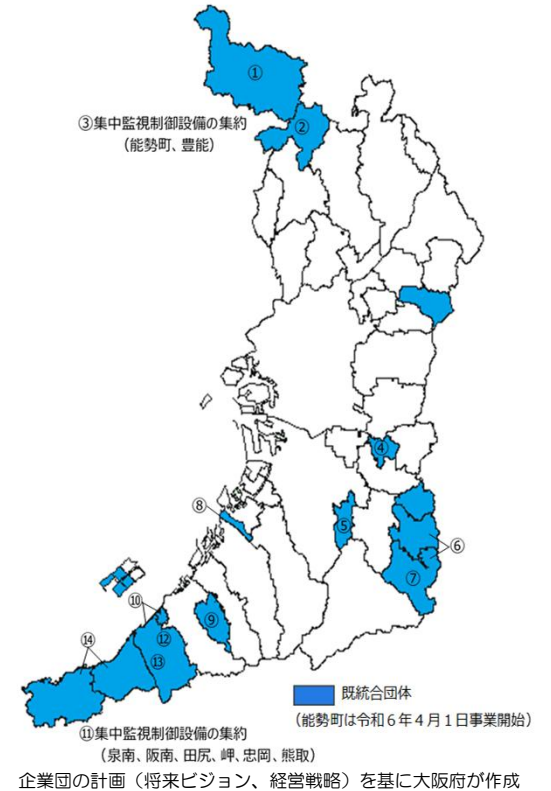 ①
②
③集中監視制御設備の集約
（能勢町、豊能）
④
⑤
⑥
⑦
⑧
⑨
⑩
⑫
⑬
⑭
既統合団体
（能勢町は令和６年４月１日事業開始）
⑪集中監視制御設備の集約
（泉南、阪南、田尻、岬、忠岡、熊取）
企業団の計画（将来ビジョン、経営戦略）を基に大阪府が作成